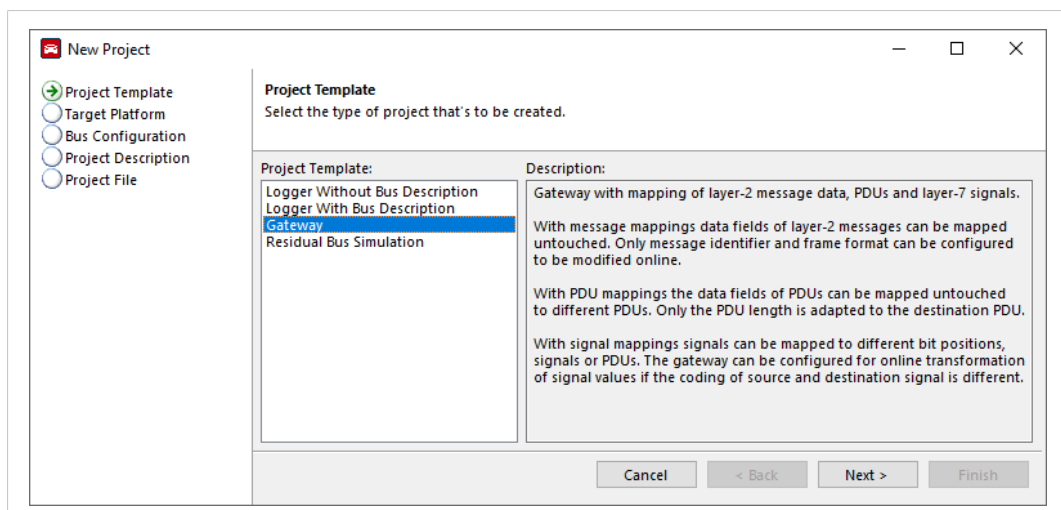 New Project
Project Template
Target Platform
Bus Configuration
Project Description
Project File
Project Template
Select the type of project that's to be created.
Project Template:
Logger Without Bus Description
Logger With Bus Description
Gateway
Residual Bus Simulation
Description:
Gateway with mapping of layer-2 message data, PDUs and layer-7 signals.
With message mappings data fields of layer-2 messages can be mapped
untouched. Only message identifier and frame format can be configured
to be modified online.
With PDU mappings the data fields of PDUs can be mapped untouched
to different PDUs. Only the PDU length is adapted to the destination PDU.
With signal mappings signals can be mapped to different bit positions,
signals or PDUs. The gateway can be configured for online transformation
of signal values if the coding of source and destination signal is different.
Cancel
< Back
Next >
Finish